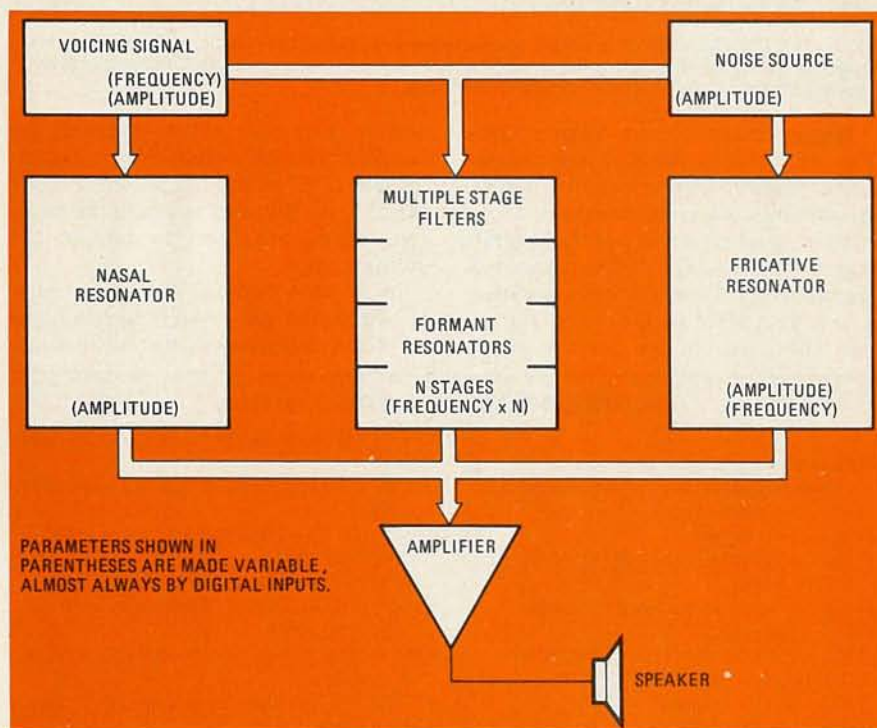 VOICING SIGNAL
(FREQUENCY)
(AMPLITUDE)
NOISE SOURCE
(AMPLITUDE)
NASAL
RESONATOR
(AMPLITUDE)
MULTIPLE STAGE
FILTERS
FORMANT
RESONATORS
N STAGES
(FREQUENCY x N)
FRICATIVE
RESONATOR
(AMPLITUDE)
(FREQUENCY)
AMPLIFIER
PARAMETERS SHOWN IN
PARENTHESES ARE MADE VARIABLE,
ALMOST ALWAYS BY DIGITAL INPUTS.
SPEAKER